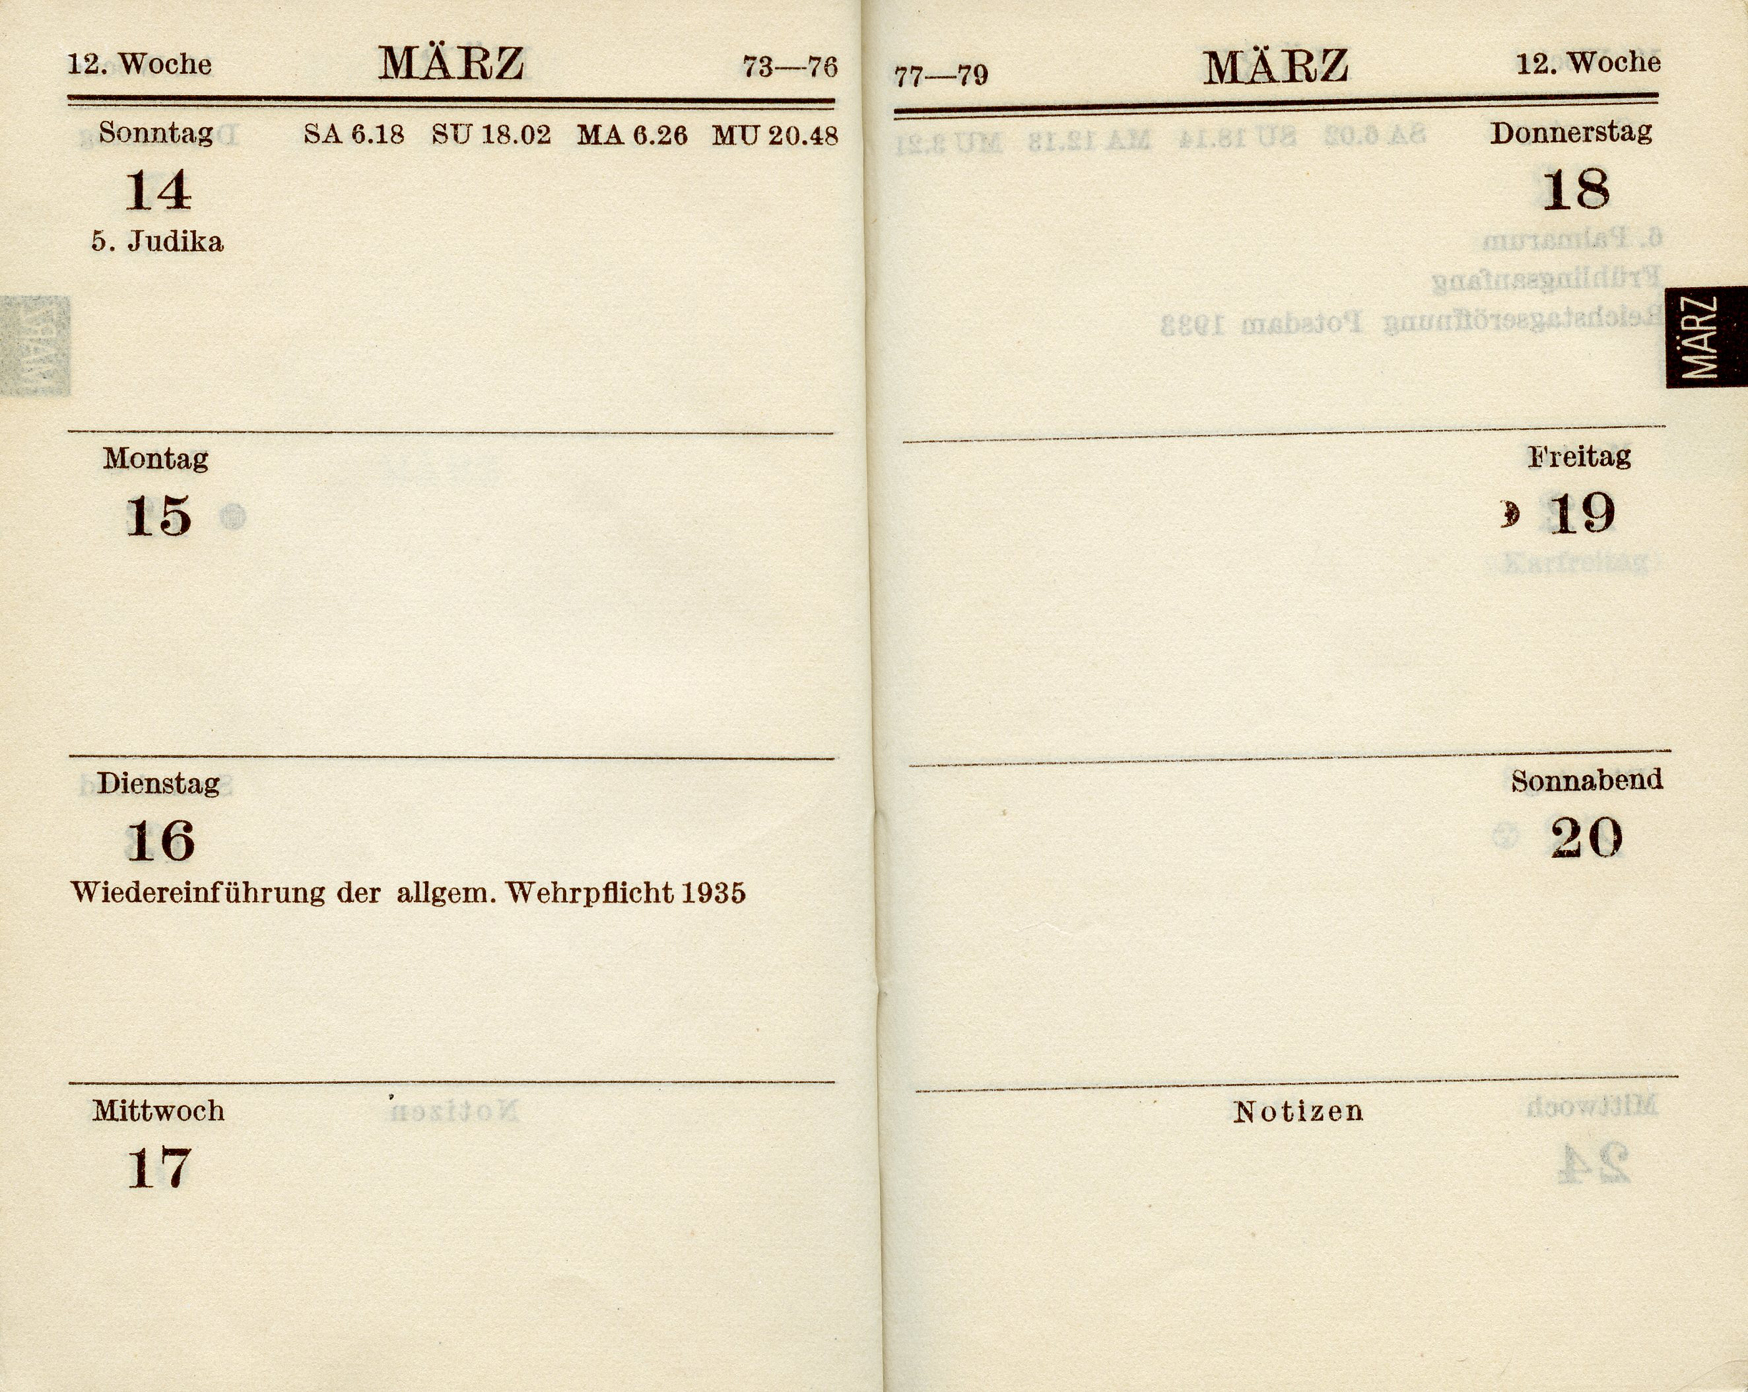 12. Woche MÄRZ 73—76
Sonntag SA 6.18 SU 18.02 MA 6.26 MU 20.48
14
5. Judika
Montag
15
Dienstag
16
Wiedereinführung der allgem. Wehrpflicht 1935
Mittwoch
17
77—79 MÄRZ 12. Woche
Donnerstag
18
MÄRZ
Freitag
19
Sonnabend
20
Notizen